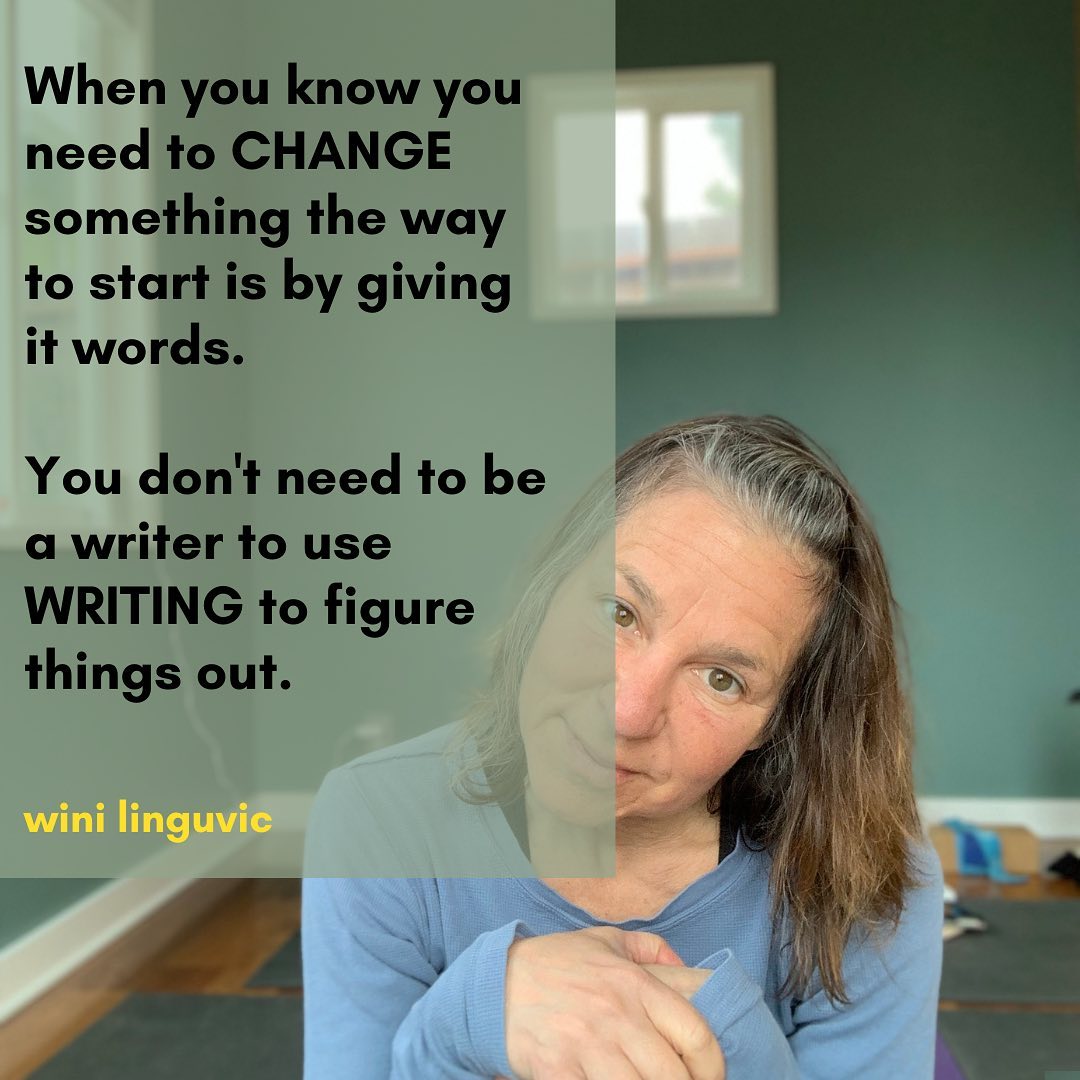 When you know you
need to CHANGE
something the way
to start is by giving
it words.
You don't need to be
a writer to use
WRITING to figure
things out.
wini linguvic